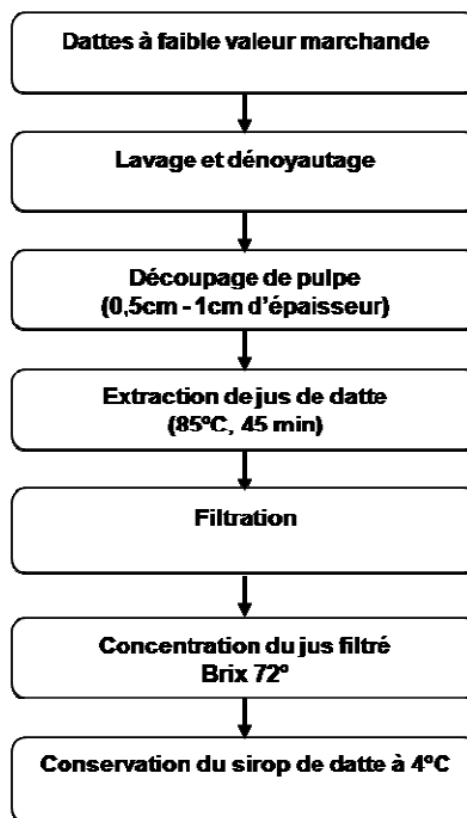 Dattes à faible valeur marchande
Lavage et dénoyautage
Découpage de pulpe
(0,5cm - 1cm d'épaisseur)
Extraction de jus de datte
(85ºC, 45 min)
Filtration
Concentration du jus filtré
Brix 72º
Conservation du sirop de datte à 4ºC